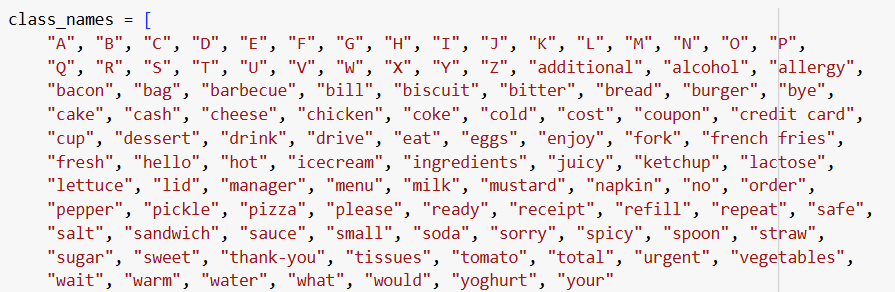 class_names = [
"A", "B", "C", "D", "E", "F", "G", "H", "I", "J", "K", "L", "M", "N", "O", "P",
"Q", "R", "S", "T", "U", "V", "W", "X", "Y", "Z", "additional", "alcohol", "allergy",
"bacon", "bag", "barbecue", "bill", "biscuit", "bitter", "bread", "burger", "bye",
"cake", "cash", "cheese", "chicken", "coke", "cold", "cost", "coupon", "credit card",
"cup", "dessert", "drink", "drive", "eat", "eggs", "enjoy", "fork", "french fries",
"fresh", "hello", "hot", "icecream", "ingredients", "juicy", "ketchup", "lactose",
"lettuce", "lid", "manager", "menu", "milk", "mustard", "napkin", "no", "order",
"pepper", "pickle", "pizza", "please", "ready", "receipt", "refill", "repeat", "safe",
"salt", "sandwich", "sauce", "small", "soda", "sorry", "spicy", "spoon", "straw",
"sugar", "sweet", "thank-you", "tissues", "tomato", "total", "urgent", "vegetables",
"wait", "warm", "water", "what", "would", "yoghurt", "your"